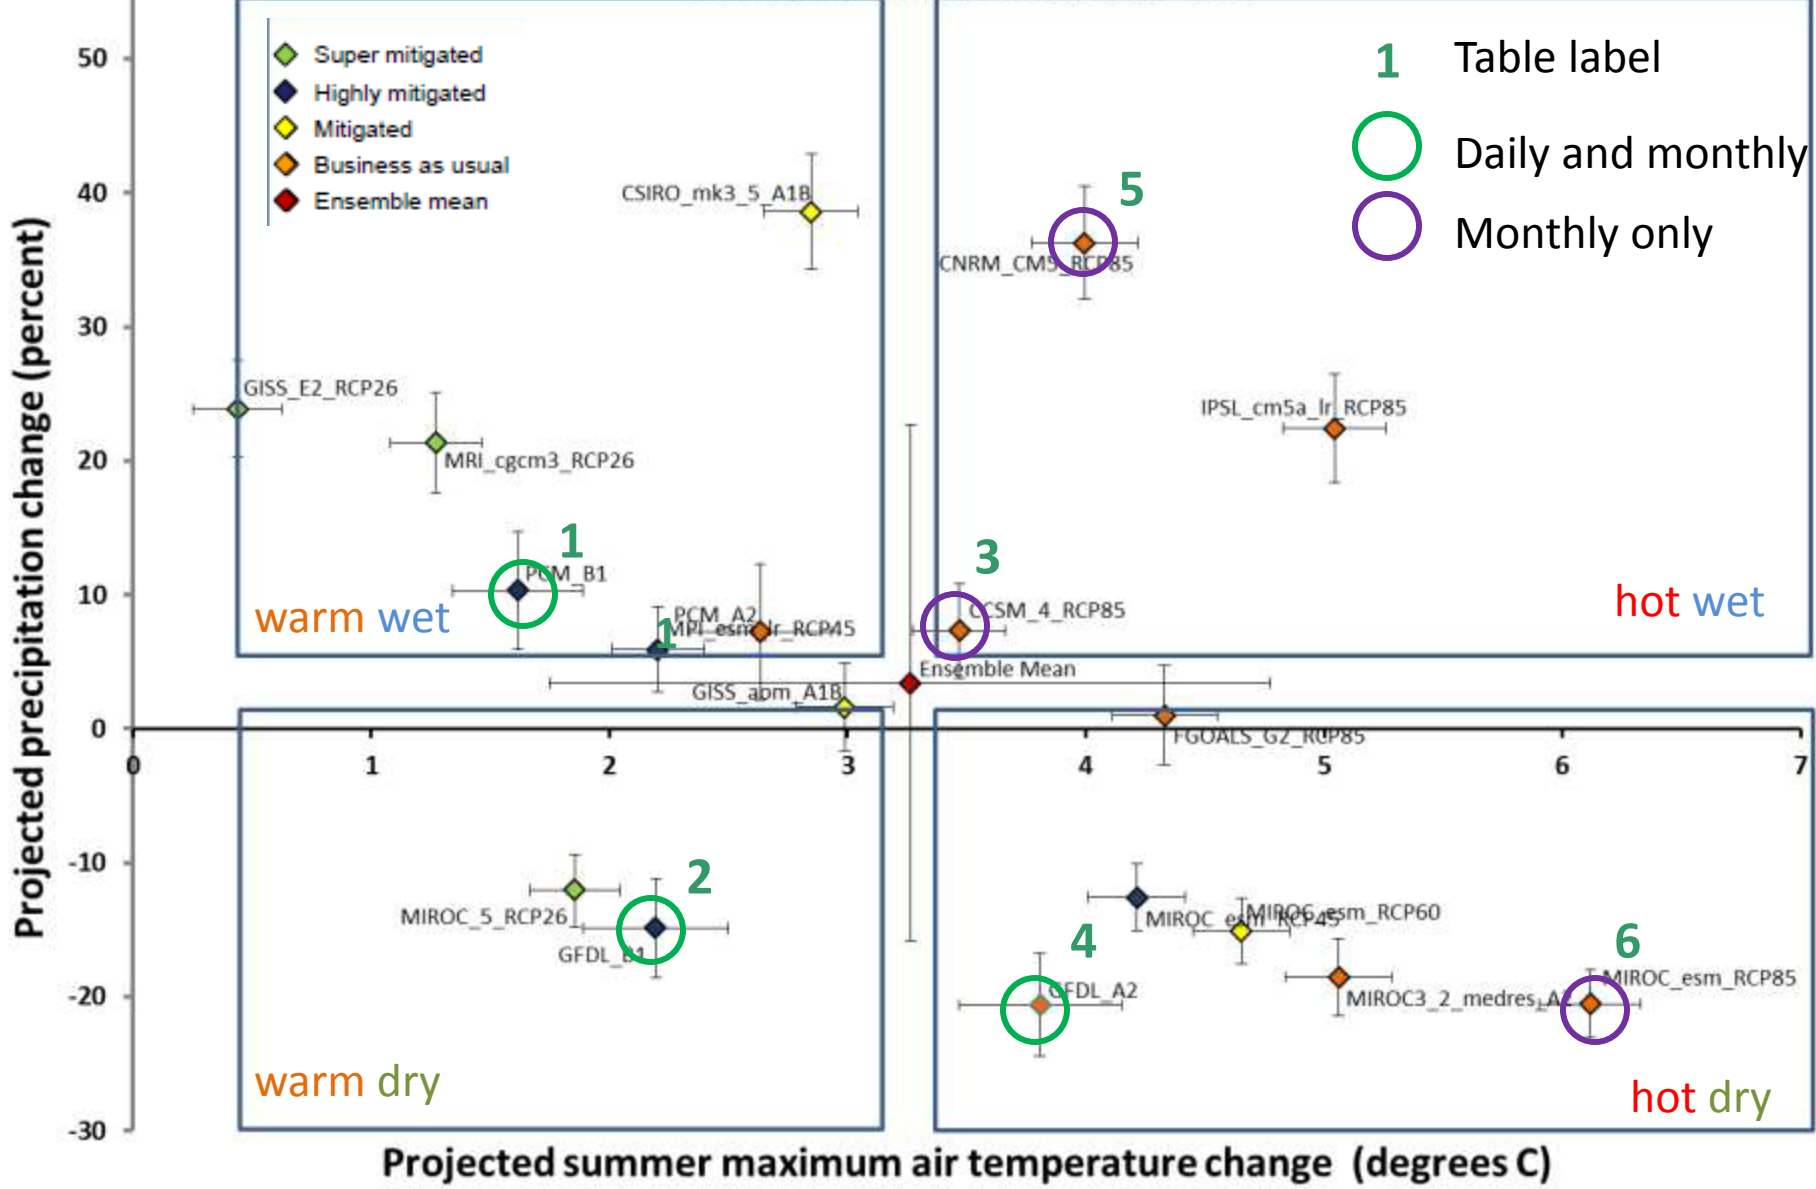 50
40
30
20
10
0
-10
-20
-30
Projected precipitation change (percent)
Super mitigated
Highly mitigated
Mitigated
Business as usual
Ensemble mean
1 Table label
Daily and monthly
Monthly only
CSIRO_mk3_5_A1B
5
CNRM_CM5_RCP85
GISS_E2_RCP26
MRI_cgcm3_RCP26
IPSL_cm5a_lr_RCP85
1
PCM_B1
3
CCSM_4_RCP85
hot wet
warm wet
PCM_A2
1
MPI_esm_lr_RCP45
Ensemble Mean
GISS_aom_A1B
FGOALS_G2_RCP85
0 1 2 3 4 5 6 7
MIROC_5_RCP26
2
GFDL_B1
MIROC_esm_RCP45
MIROC_esm_RCP60
4
GFDL_A2
6
MIROC_esm_RCP85
MIROC3_2_medres_A2
warm dry
hot dry
Projected summer maximum air temperature change (degrees C)